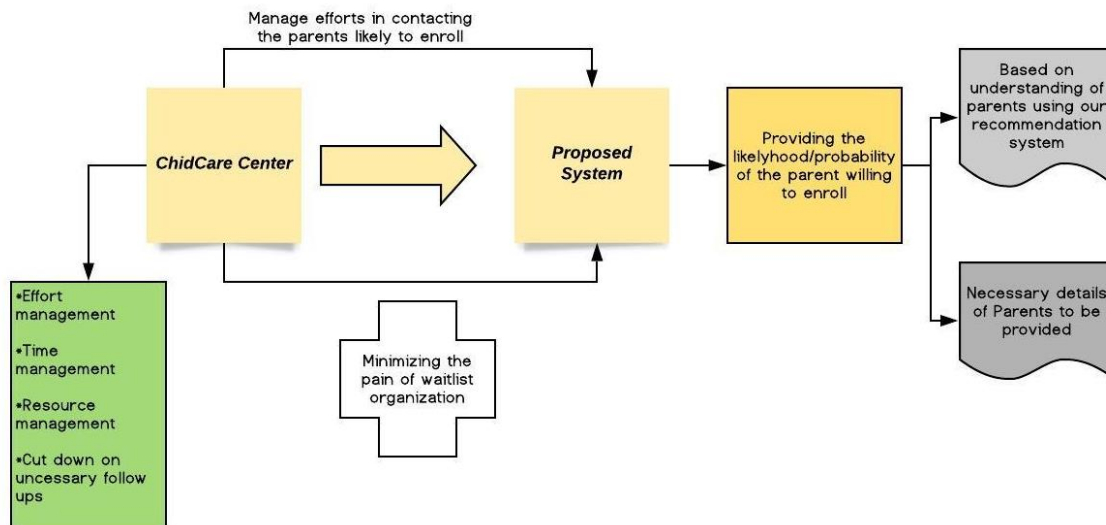 Manage efforts in contacting
the parents likely to enroll
ChidCare Center
Proposed
System
Providing the
likelyhood/probability
of the parent willing
to enroll
Based on
understanding of
parents using our
recommendation
system
Necessary details
of Parents to be
provided
*Effort
management
*Time
management
*Resource
management
*Cut down on
uncessary follow
ups
Minimizing the
pain of waitlist
organization